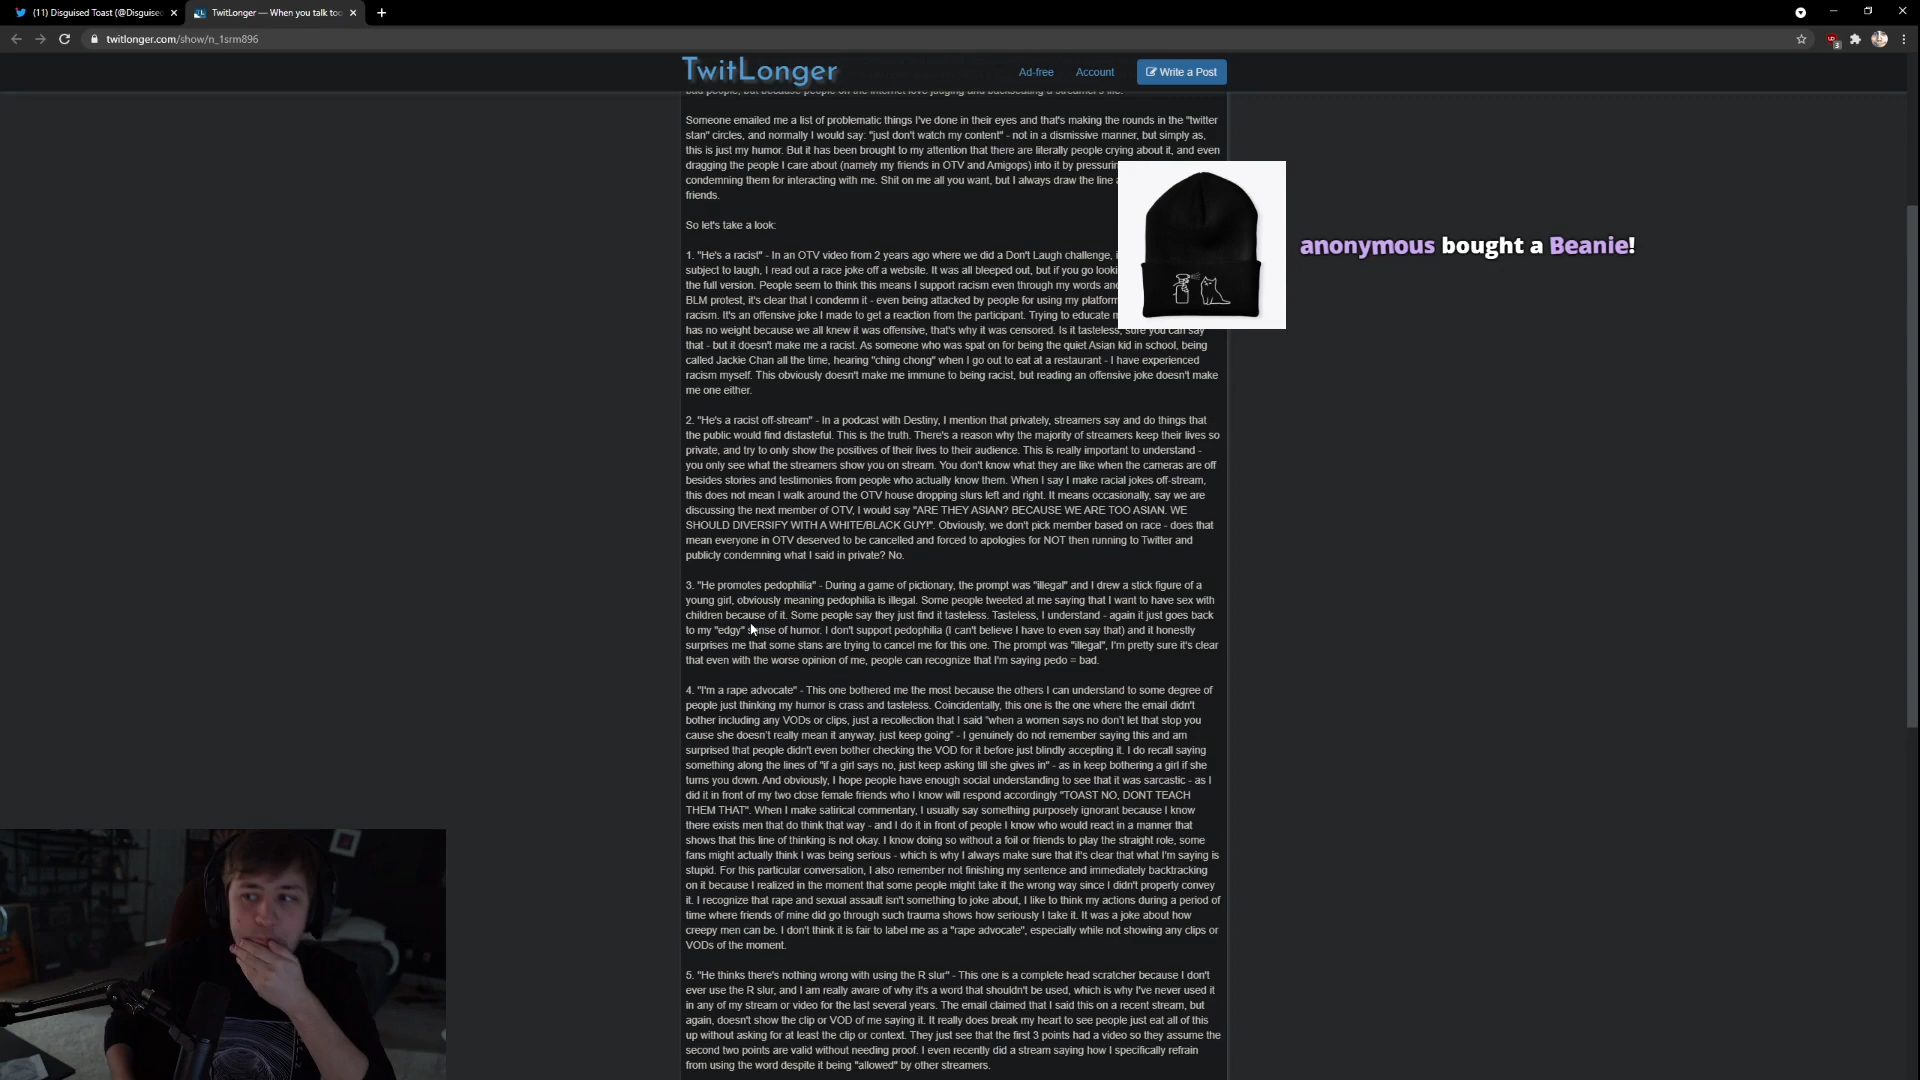 (11) Disguised Toast (@Disguised
TwitLonger — When you talk too
twitlonger.com/show/n_1srm896
TwitLonger
Ad-free
Account
Write a Post
bad people, but because people on the internet love judging and backseating a streamer's life.
Someone emailed me a list of problematic things I've done in their eyes and that's making the rounds in the "twitter
stan" circles, and normally I would say: "just don't watch my content" - not in a dismissive manner, but simply as,
this is just my humor. But it has been brought to my attention that there are literally people crying about it, and even
dragging the people I care about (namely my friends in OTV and Amigops) into it by pressuring
condemning them for interacting with me. Shit on me all you want, but I always draw the line
friends.
So let's take a look:
1. "He's a racist" - In an OTV video from 2 years ago where we did a Don't Laugh challenge,
subject to laugh, I read out a race joke off a website. It was all bleeped out, but if you go
the full version. People seem to think this means I support racism even through my words
BLM protest, it's clear that I condemn it - even being attacked by people for using my
racism. It's an offensive joke I made to get a reaction from the participant. Trying to educate
has no weight because we all knew it was offensive, that's why it was censored. Is it tasteless, sure you can say
that - but it doesn't make me a racist. As someone who was spat on for being the quiet Asian kid in school, being
called Jackie Chan all the time, hearing "ching chong" when I go out to eat at a restaurant - I have experienced
racism myself. This obviously doesn't make me immune to being racist, but reading an offensive joke doesn't make
me one either.
anonymous bought a Beanie!
2. "He's a racist off-stream" - In a podcast with Destiny, I mention that privately, streamers say and do things that
the public would find distasteful. This is the truth. There's a reason why the majority of streamers keep their lives so
private, and try to only show the positives of their lives to their audience. This is really important to understand -
you only see what the streamers show you on stream. You don't know what they are like when the cameras are off
besides stories and testimonies from people who actually know them. When I say I make racial jokes off-stream,
this does not mean I walk around the OTV house dropping slurs left and right. It means occasionally, say we are
discussing the next member of OTV, I would say "ARE THEY ASIAN? BECAUSE WE ARE TOO ASIAN. WE
SHOULD DIVERSIFY WITH A WHITE/BLACK GUY!". Obviously, we don't pick member based on race - does that
mean everyone in OTV deserved to be cancelled and forced to apologies for NOT then running to Twitter and
publicly condemning what I said in private? No.
3. "He promotes pedophilia" - During a game of pictionary, the prompt was "illegal" and I drew a stick figure of a
young girl, obviously meaning pedophilia is illegal. Some people tweeted at me saying that I want to have sex with
children because of it. Some people say they just find it tasteless. Tasteless, I understand - again it just goes back
to my "edgy" sense of humor. I don't support pedophilia (I can't believe I have to even say that) and it honestly
surprises me that some stans are trying to cancel me for this one. The prompt was "illegal", I'm pretty sure it's clear
that even with the worse opinion of me, people can recognize that I'm saying pedo = bad.
4. "I'm a rape advocate" - This one bothered me the most because the others I can understand to some degree of
people just thinking my humor is crass and tasteless. Coincidentally, this one is the one where the email didn't
bother including any VODs or clips, just a recollection that I said "when a women says no don't let that stop you
cause she doesn't really mean it anyway, just keep going" - I genuinely do not remember saying this and am
surprised that people didn't even bother checking the VOD for it before just blindly accepting it. I do recall saying
something along the lines of "if a girl says no, just keep asking till she gives in" - as in keep bothering a girl if she
turns you down. And obviously, I hope people have enough social understanding to see that it was sarcastic - as I
did it in front of my two close female friends who I know will respond accordingly "TOAST NO, DONT TEACH
THEM THAT". When I make satirical commentary, I usually say something purposely ignorant because I know
there exists men that do think that way - and I do it in front of people I know who would react in a manner that
shows that this line of thinking is not okay. I know doing so without a foil or friends to play the straight role, some
fans might actually think I was being serious - which is why I always make sure that it's clear that what I'm saying is
stupid. For this particular conversation, I also remember not finishing my sentence and immediately backtracking
on it because I realized in the moment that some people might take it the wrong way since I didn't properly convey
it. I recognize that rape and sexual assault isn't something to joke about, I like to think my actions during a period of
time where friends of mine did go through such trauma shows how seriously I take it. It was a joke about how
creepy men can be. I don't think it is fair to label me as a "rape advocate", especially while not showing any clips or
VODs of the moment.
5. "He thinks there's nothing wrong with using the R slur" - This one is a complete head scratcher because I don't
ever use the R slur, and I am really aware of why it's a word that shouldn't be used, which is why I've never used it
in any of my stream or video for the last several years. The email claimed that I said this on a recent stream, but
again, doesn't show the clip or VOD of me saying it. It really does break my heart to see people just eat all of this
up without asking for at least the clip or context. They just see that the first 3 points had a video so they assume the
second two points are valid without needing proof. I even recently did a stream saying how I specifically refrain
from using the word despite it being "allowed" by other streamers.